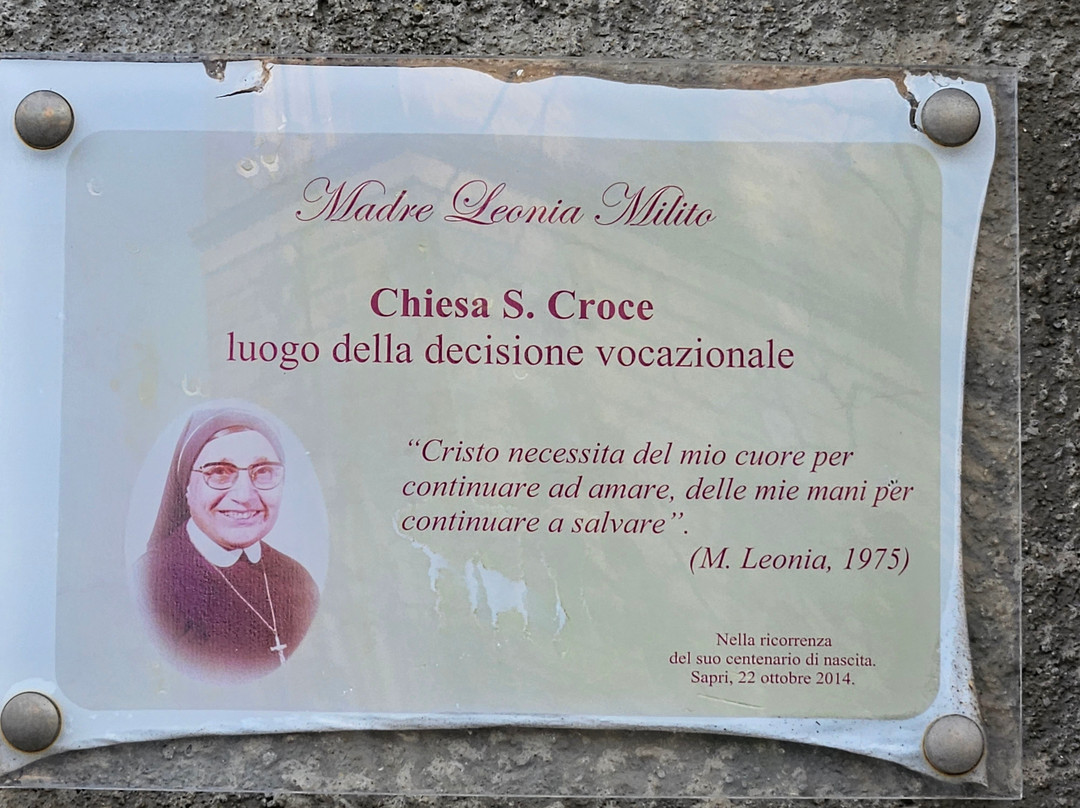 Madre Leonia Milito
Chiesa S. Croce
luogo della decisione vocazionale
“Cristo necessita del mio cuore per
continuare ad amare, delle mie mani per
continuare a salvare”.
(M. Leonia, 1975)
Nella ricorrenza
del suo centenario di nascita.
Sapri, 22 ottobre 2014.